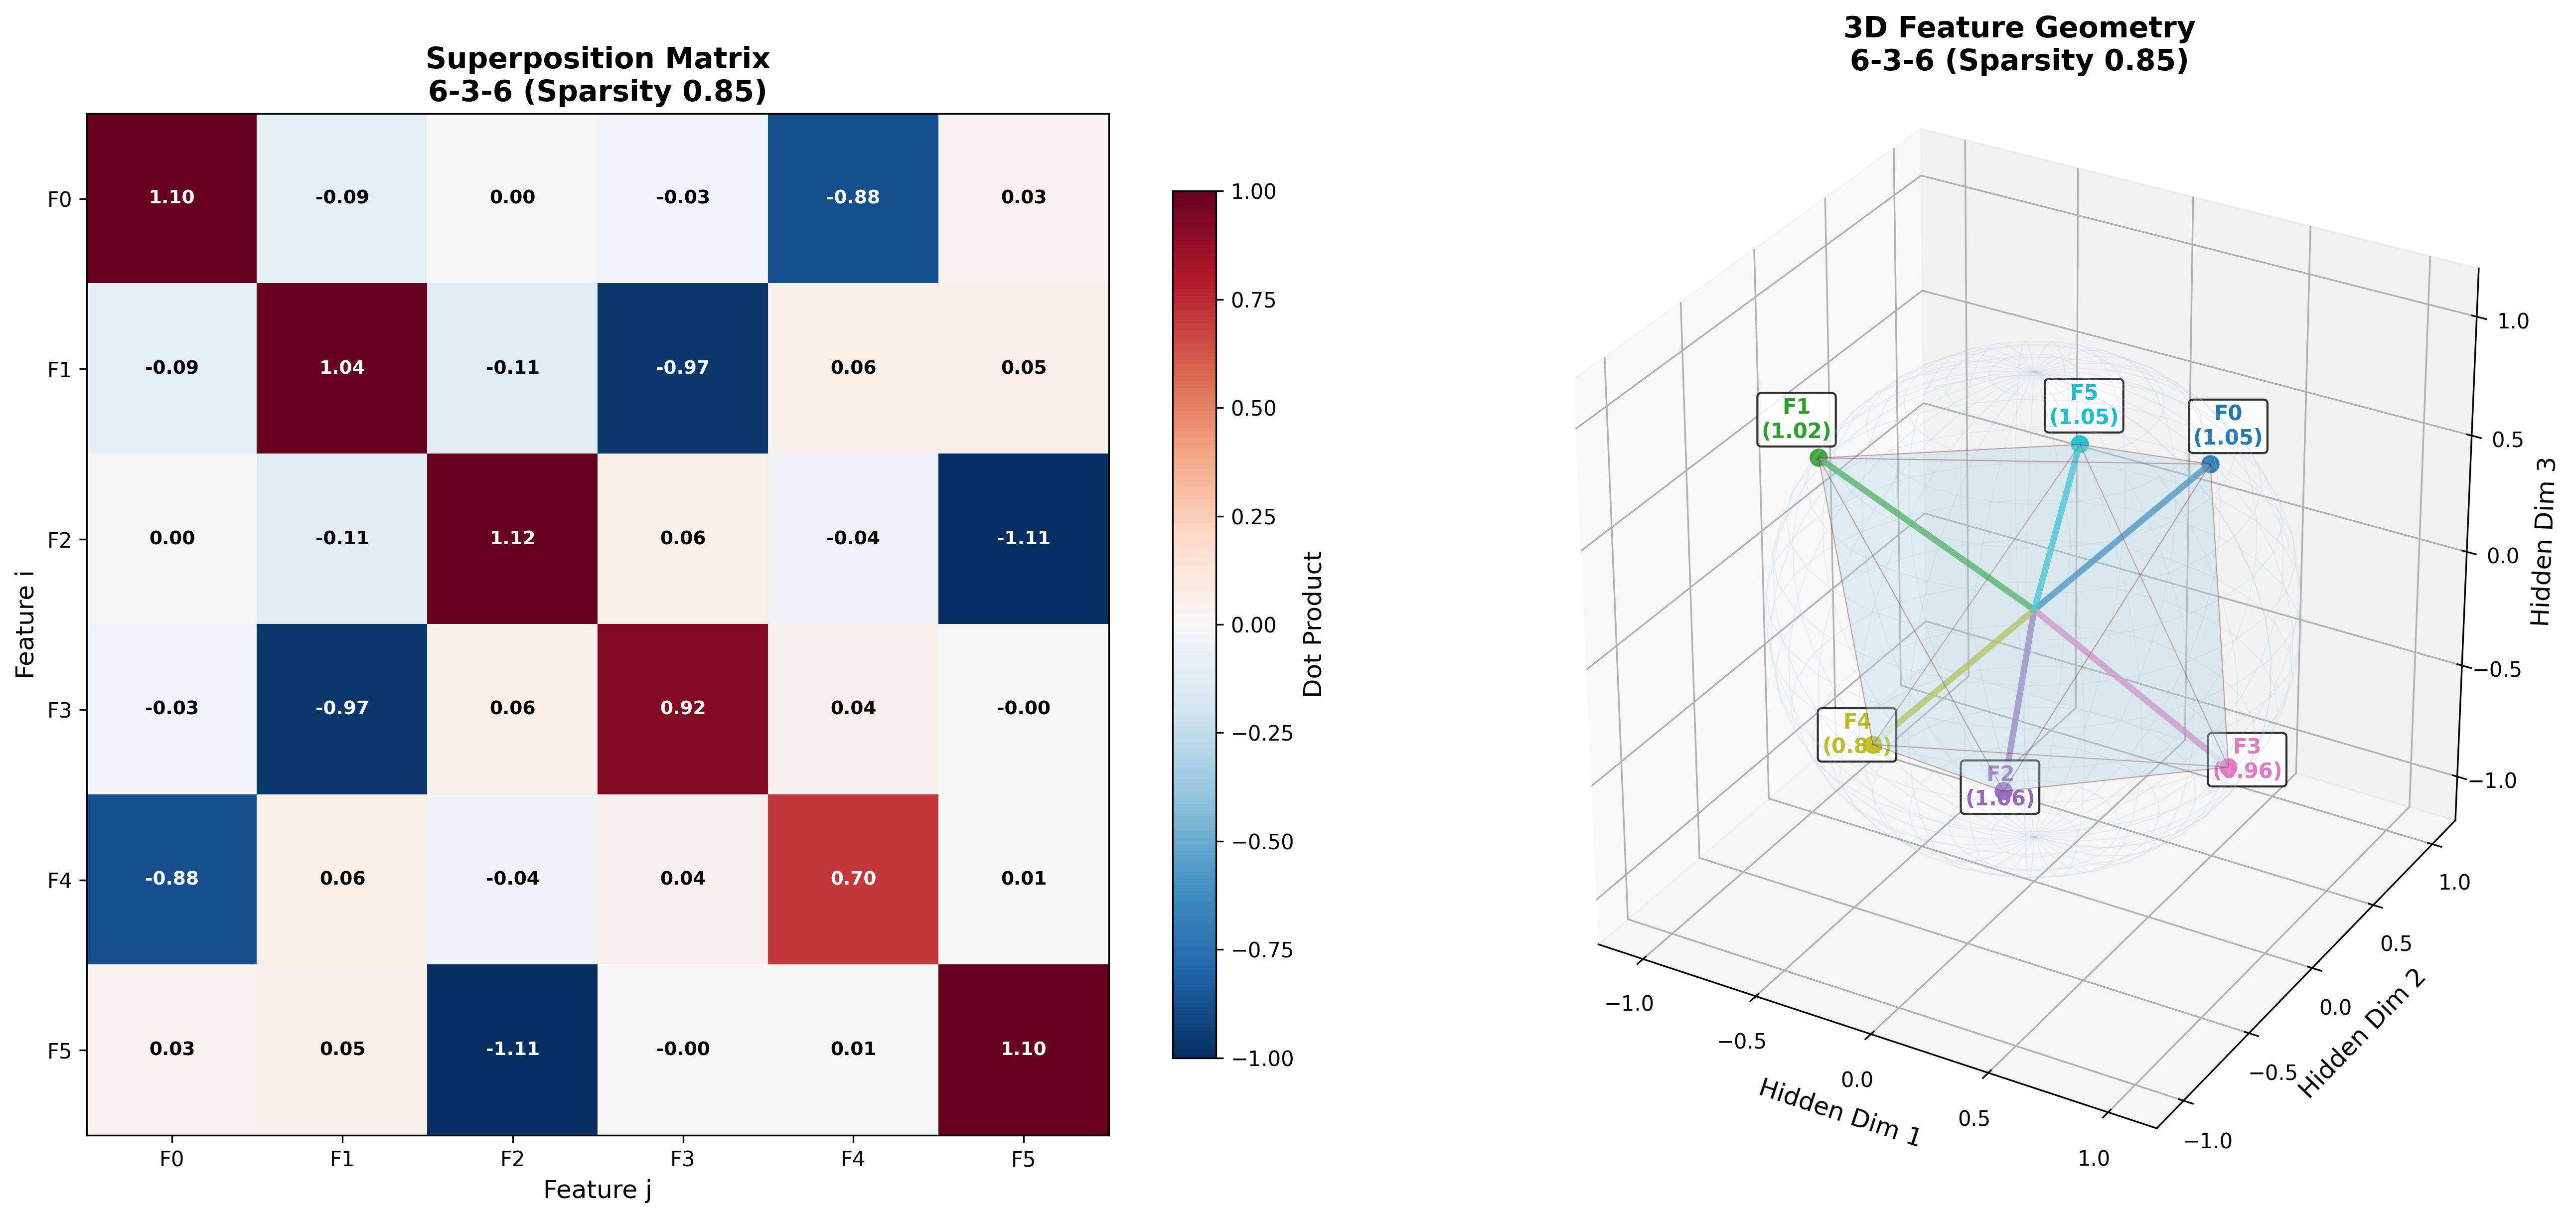 Superposition Matrix
6-3-6 (Sparsity 0.85)
F0 1.10 -0.09 0.00 -0.03 -0.88 0.03
F1 -0.09 1.04 -0.11 -0.97 0.06 0.05
F2 0.00 -0.11 1.12 0.06 -0.04 -1.11
F3 -0.03 -0.97 0.06 0.92 0.04 -0.00
F4 -0.88 0.06 -0.04 0.04 0.70 0.01
F5 0.03 0.05 -1.11 -0.00 0.01 1.10
F0 F1 F2 F3 F4 F5
Feature j
Feature i
1.00
0.75
0.50
0.25
0.00
−0.25
−0.50
−0.75
−1.00
Dot Product
3D Feature Geometry
6-3-6 (Sparsity 0.85)
F1
(1.02)
F5
(1.05)
F0
(1.05)
F4
F2
(1.06)
F3
−1.0
−0.5
0.0
0.5
1.0
Hidden Dim 1
−1.0
−0.5
0.0
0.5
1.0
Hidden Dim 2
1.0
0.5
0.0
−0.5
−1.0
Hidden Dim 3